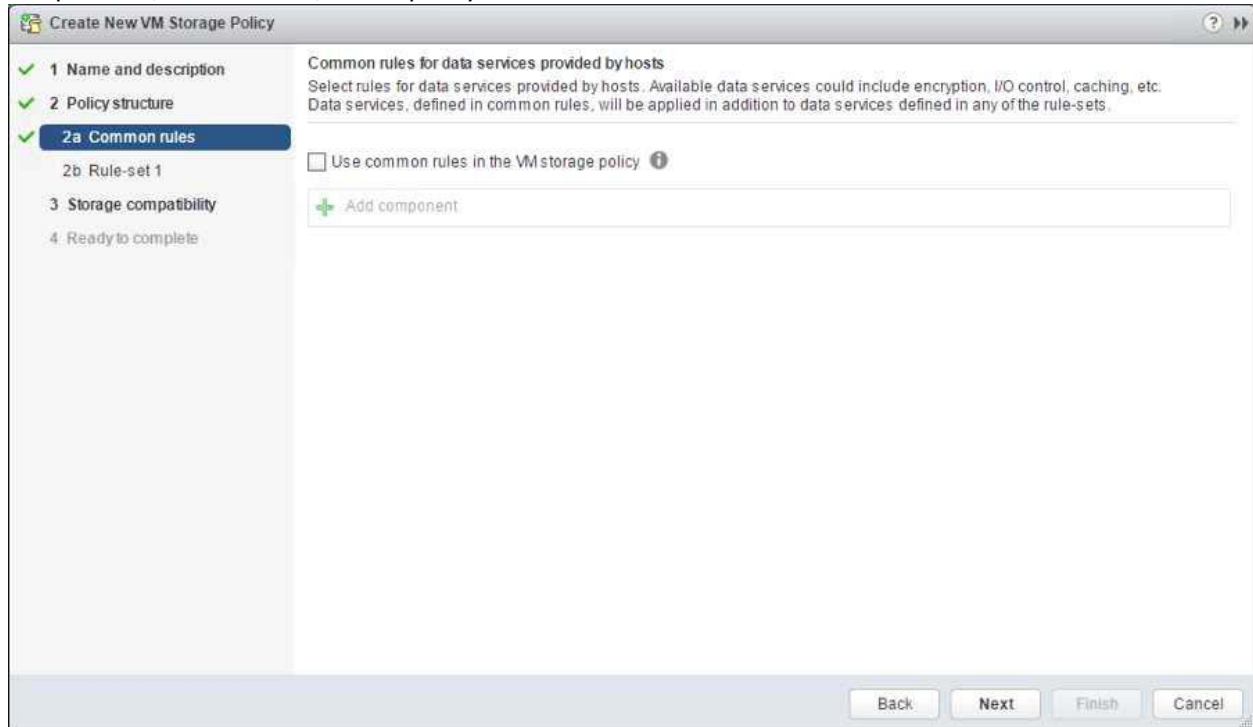 Create New VM Storage Policy
1 Name and description
2 Policy structure
2a Common rules
2b Rule-set 1
3 Storage compatibility
4 Ready to complete
Common rules for data services provided by hosts
Select rules for data services provided by hosts. Available data services could include encryption, I/O control, caching, etc.
Data services, defined in common rules, will be applied in addition to data services defined in any of the rule-sets.
Use common rules in the VM storage policy
Add component
Back Next Finish Cancel